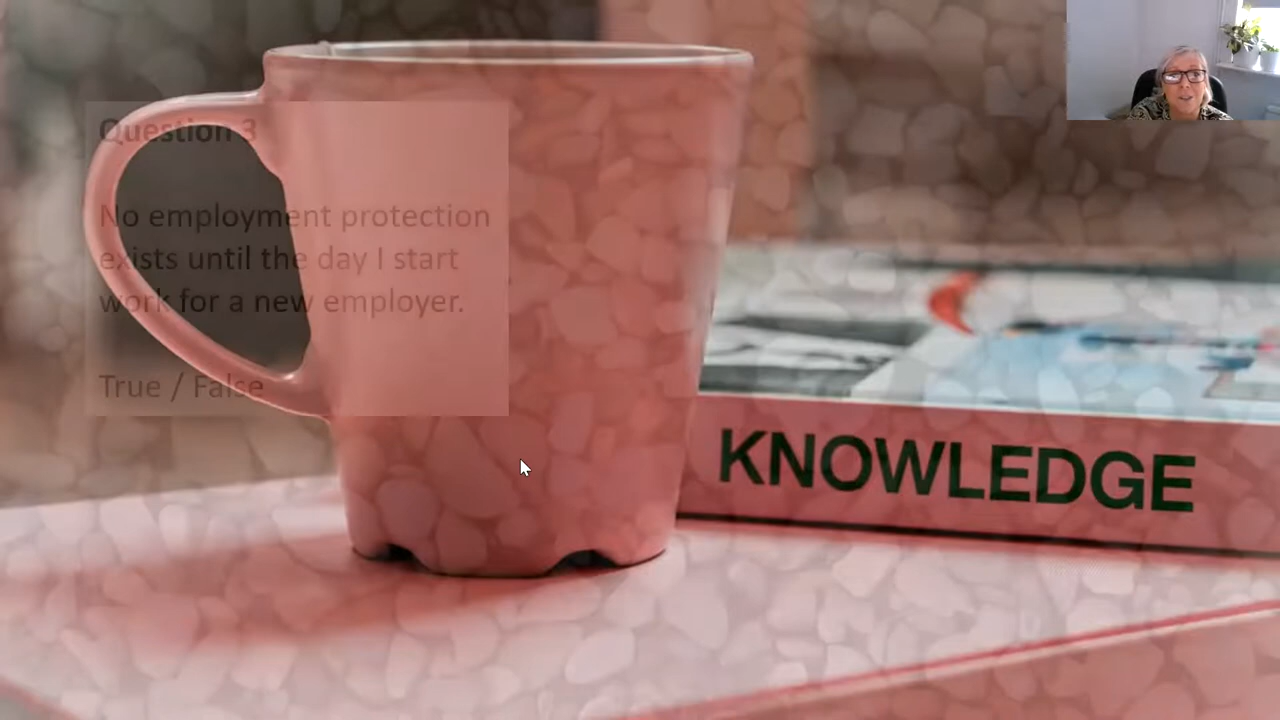 Question 3
No employment protection
exists until the day I start
work for a new employer.
True / False
KNOWLEDGE